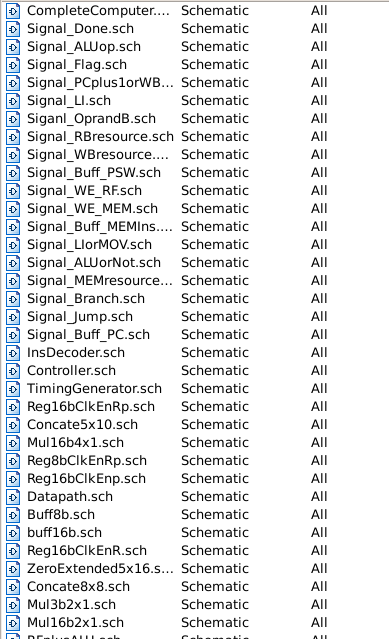 CompleteComputer.... Schematic All
Signal_Done.sch Schematic All
Signal_ALUop.sch Schematic All
Signal_Flag.sch Schematic All
Signal_PCplus1orWB... Schematic All
Signal_LI.sch Schematic All
Siganl_OprandB.sch Schematic All
Signal_RBresource.sch Schematic All
Signal_WBresource.... Schematic All
Signal_Buff_PSW.sch Schematic All
Signal_WE_RF.sch Schematic All
Signal_WE_MEM.sch Schematic All
Signal_Buff_MEMIns.... Schematic All
Signal_LIorMOV.sch Schematic All
Signal_ALUorNot.sch Schematic All
Signal_MEMresource... Schematic All
Signal_Branch.sch Schematic All
Signal_Jump.sch Schematic All
Signal_Buff_PC.sch Schematic All
InsDecoder.sch Schematic All
Controller.sch Schematic All
TimingGenerator.sch Schematic All
Reg16bClkEnRp.sch Schematic All
Concate5x10.sch Schematic All
Mul16b4x1.sch Schematic All
Reg8bClkEnRp.sch Schematic All
Reg16bClkEnp.sch Schematic All
Datapath.sch Schematic All
Buff8b.sch Schematic All
buff16b.sch Schematic All
Reg16bClkEnR.sch Schematic All
ZeroExtended5x16.s... Schematic All
Concate8x8.sch Schematic All
Mul3b2x1.sch Schematic All
Mul16b2x1.sch Schematic All